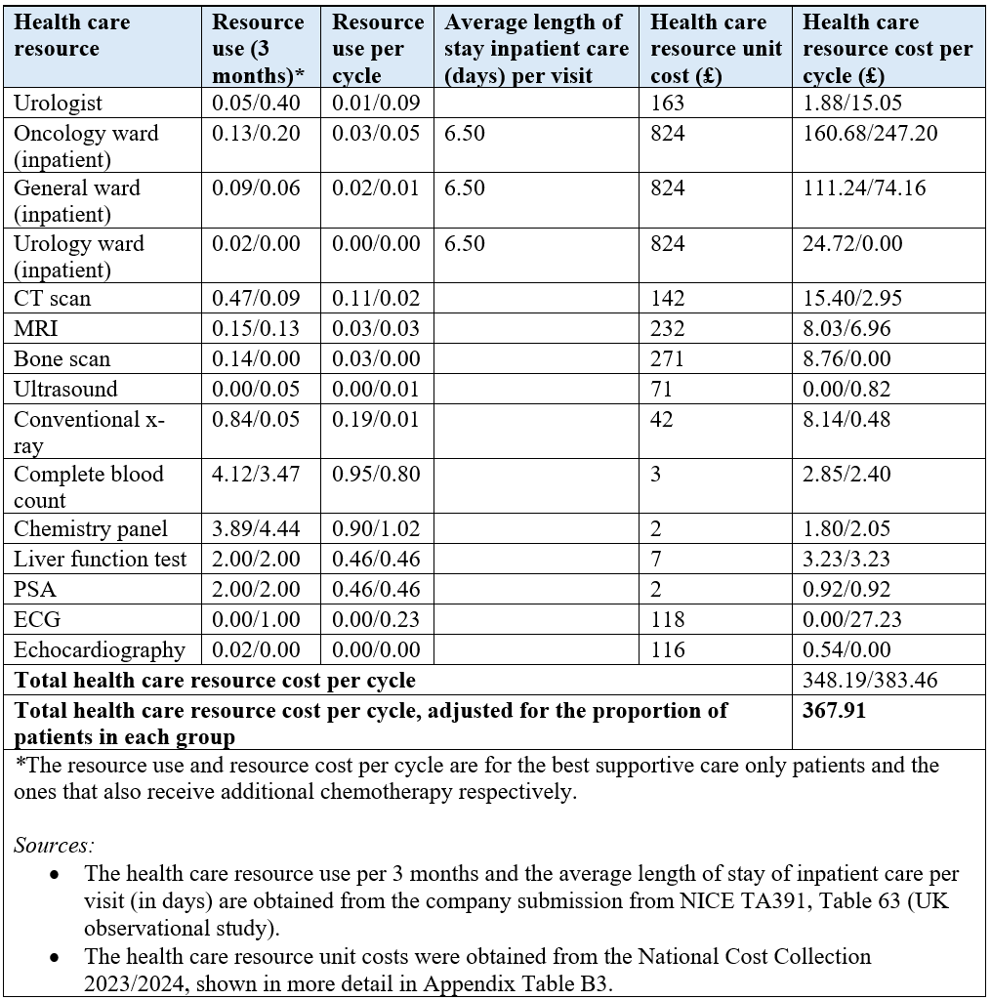 Health care resource | Resource use (3 months)* | Resource use per cycle | Average length of stay inpatient care (days) per visit | Health care resource unit cost (£) | Health care resource cost per cycle (£)
Urologist | 0.05/0.40 | 0.01/0.09 | | 163 | 1.88/15.05
Oncology ward (inpatient) | 0.13/0.20 | 0.03/0.05 | 6.50 | 824 | 160.68/247.20
General ward (inpatient) | 0.09/0.06 | 0.02/0.01 | 6.50 | 824 | 111.24/74.16
Urology ward (inpatient) | 0.02/0.00 | 0.00/0.00 | 6.50 | 824 | 24.72/0.00
CT scan | 0.47/0.09 | 0.11/0.02 | | 142 | 15.40/2.95
MRI | 0.15/0.13 | 0.03/0.03 | | 232 | 8.03/6.96
Bone scan | 0.14/0.00 | 0.03/0.00 | | 271 | 8.76/0.00
Ultrasound | 0.00/0.05 | 0.00/0.01 | | 71 | 0.00/0.82
Conventional x-ray | 0.84/0.05 | 0.19/0.01 | | 42 | 8.14/0.48
Complete blood count | 4.12/3.47 | 0.95/0.80 | | 3 | 2.85/2.40
Chemistry panel | 3.89/4.44 | 0.90/1.02 | | 2 | 1.80/2.05
Liver function test | 2.00/2.00 | 0.46/0.46 | | 7 | 3.23/3.23
PSA | 2.00/2.00 | 0.46/0.46 | | 2 | 0.92/0.92
ECG | 0.00/1.00 | 0.00/0.23 | | 118 | 0.00/27.23
Echocardiography | 0.02/0.00 | 0.00/0.00 | | 116 | 0.54/0.00
Total health care resource cost per cycle | 348.19/383.46
Total health care resource cost per cycle, adjusted for the proportion of patients in each group | 367.91
*The resource use and resource cost per cycle are for the best supportive care only patients and the
ones that also receive additional chemotherapy respectively.
Sources:
• The health care resource use per 3 months and the average length of stay of inpatient care per
visit (in days) are obtained from the company submission from NICE TA391, Table 63 (UK
observational study).
• The health care resource unit costs were obtained from the National Cost Collection
2023/2024, shown in more detail in Appendix Table B3.